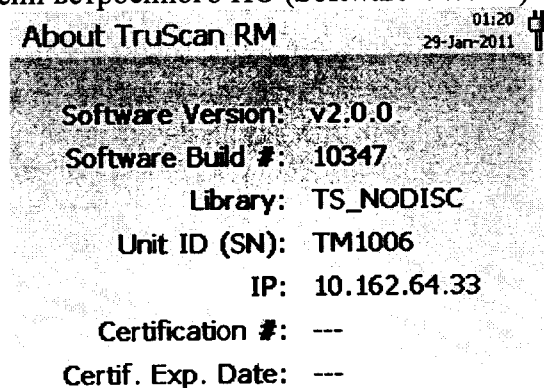 About TruScan RM
01:20
29-Jan-2011
Software Version: v2.0.0
Software Build #: 10347
Library: TS_NODISC
Unit ID (SN): TM1006
IP: 10.162.64.33
Certification #: ---
Certif. Exp. Date: ---